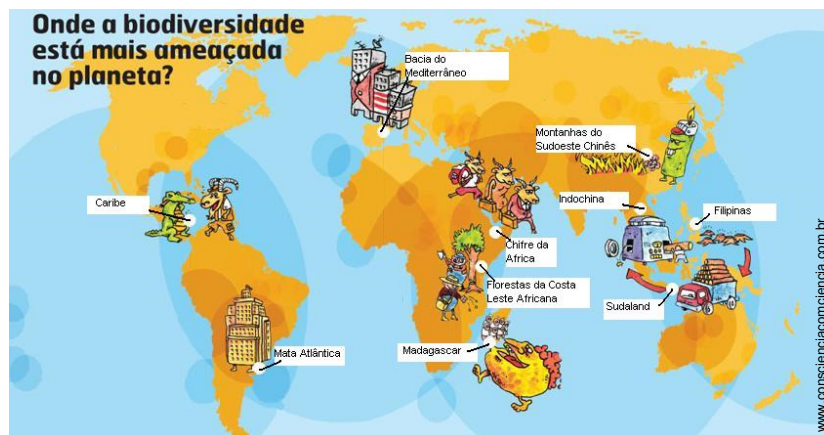 Onde a biodiversidade
está mais ameaçada
no planeta?
Bacia do
Mediterrâneo
Montanhas do
Sudoeste Chinês
Caribe
Indochina
Filipinas
Chifre da
Africa
Florestas da Costa
Leste Africana
Sudaland
Madagascar
Mata Atlântica
www.conscienciacomciencia.com.br